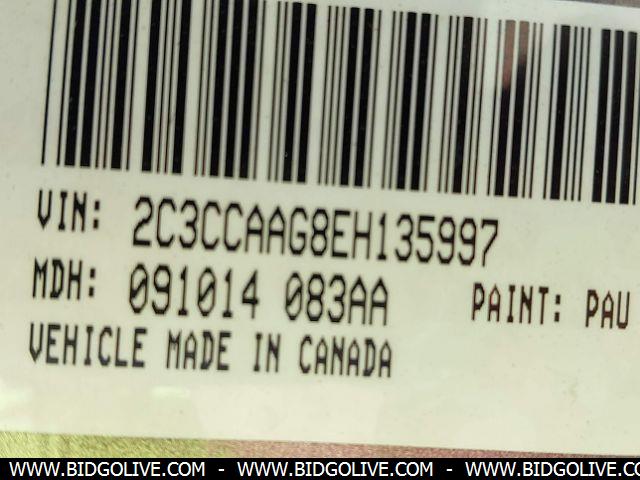 VIN: 2C3CCAAG8EH135997
MDH: 091014 083AA PAINT: PAU
VEHICLE MADE IN CANADA
WWW.BIDGOLIVE.COM - WWW.BIDGOLIVE.COM - WWW.BIDGOLIVE.COM